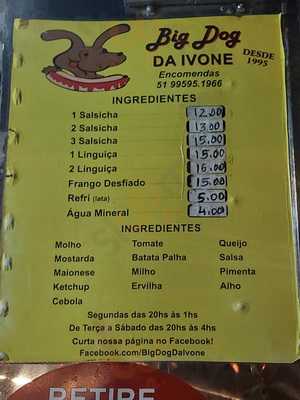 Big Dog
DA IVONE
DESDE
1995
Encomendas
51 99595.1966
INGREDIENTES
1 Salsicha 12.00
2 Salsicha 13.00
3 Salsicha 15.00
1 Linguiça 15.00
2 Linguiça 16.00
Frango Desfiado 15.00
Refri (lata) 5.00
Água Mineral 4.00
INGREDIENTES
Molho Tomate Queijo
Mostarda Batata Palha Salsa
Maionese Milho Pimenta
Ketchup Ervilha Alho
Cebola
Segundas das 20hs às 1hs
De Terça a Sábado das 20hs às 4hs
Curta nossa página no Facebook!
Facebook.com/BigDogDaIvone
RETIRE